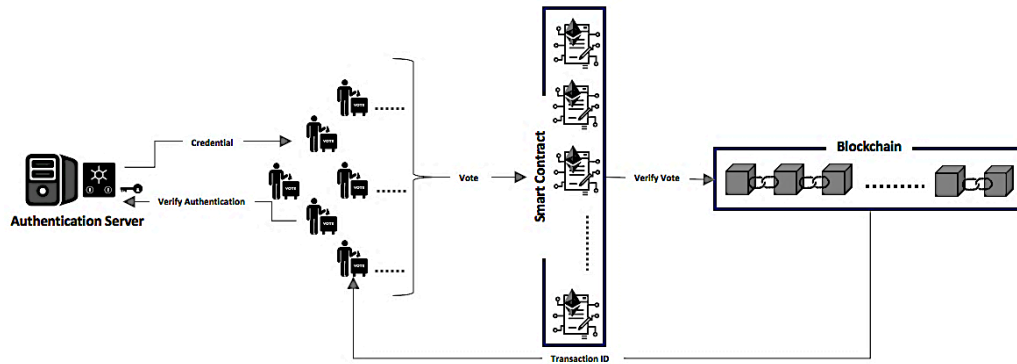 Credential
Authentication Server
Verify Authentication
VOTE
VOTE
VOTE
VOTE
VOTE
VOTE
Vote
Smart Contract
Verify Vote
Blockchain
Transaction ID